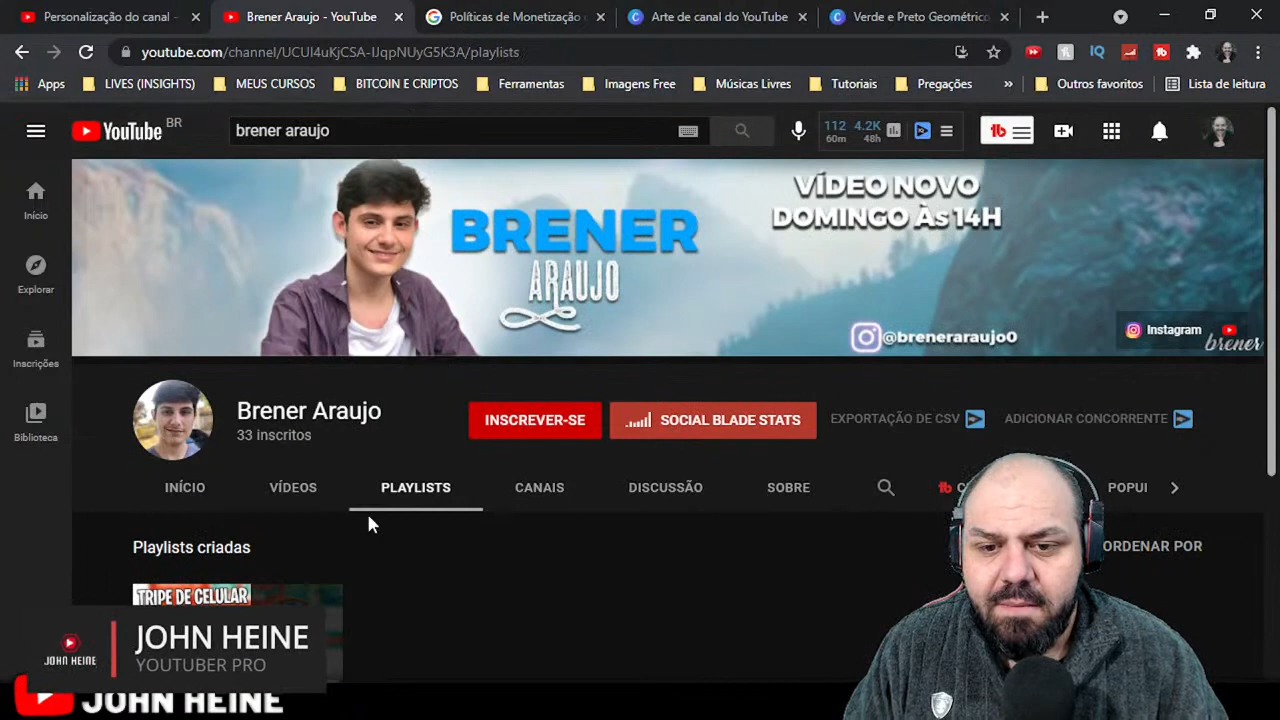 Personalização do canal -
Brener Araujo - YouTube
Políticas de Monetização
Arte de canal do YouTube
Verde e Preto Geométrico
youtube.com/channel/UCUI4uKjCSA-IJqpNUyG5K3A/playlists
Apps
LIVES (INSIGHTS)
MEUS CURSOS
BITCOIN E CRIPTOS
Ferramentas
Imagens Free
Músicas Livres
Tutoriais
Pregações
»
Outros favoritos
Lista de leitura
YouTube BR
brener araujo
112 4.2K
60m 48h
tb
Início
Explorar
Inscrições
Biblioteca
BRENER
ARAUJO
VÍDEO NOVO
DOMINGO Às 14H
@breneraraujo0
Instagram
brener
Brener Araujo
33 inscritos
INSCREVER-SE
SOCIAL BLADE STATS
EXPORTAÇÃO DE CSV
ADICIONAR CONCORRENTE
INÍCIO
VÍDEOS
PLAYLISTS
CANAIS
DISCUSSÃO
SOBRE
tb
POPUI
Playlists criadas
ORDENAR POR
TRIPE DE CELULAR
JOHN HEINE
JOHN HEINE
YOUTUBER PRO
JOHN HEINE